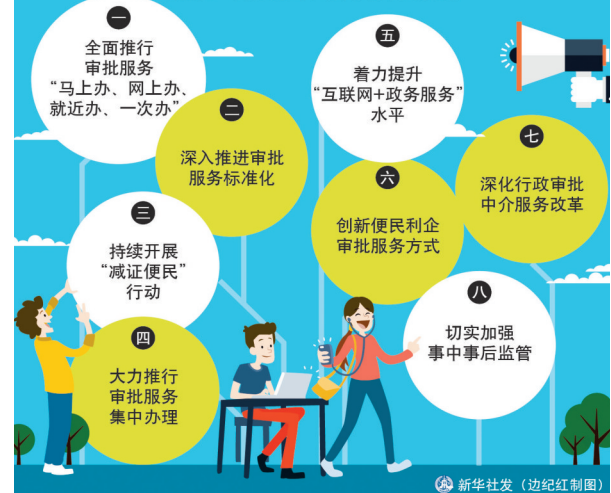 一
全面推行
审批服务
“马上办、网上办、
就近办、一次办”
二
深入推进审批
服务标准化
三
持续开展
“减证便民”
行动
四
大力推行
审批服务
集中办理
五
着力提升
“互联网+政务服务”
水平
六
创新便民利企
审批服务方式
七
深化行政审批
中介服务改革
八
切实加强
事中事后监管
新华社发（边纪红制图）